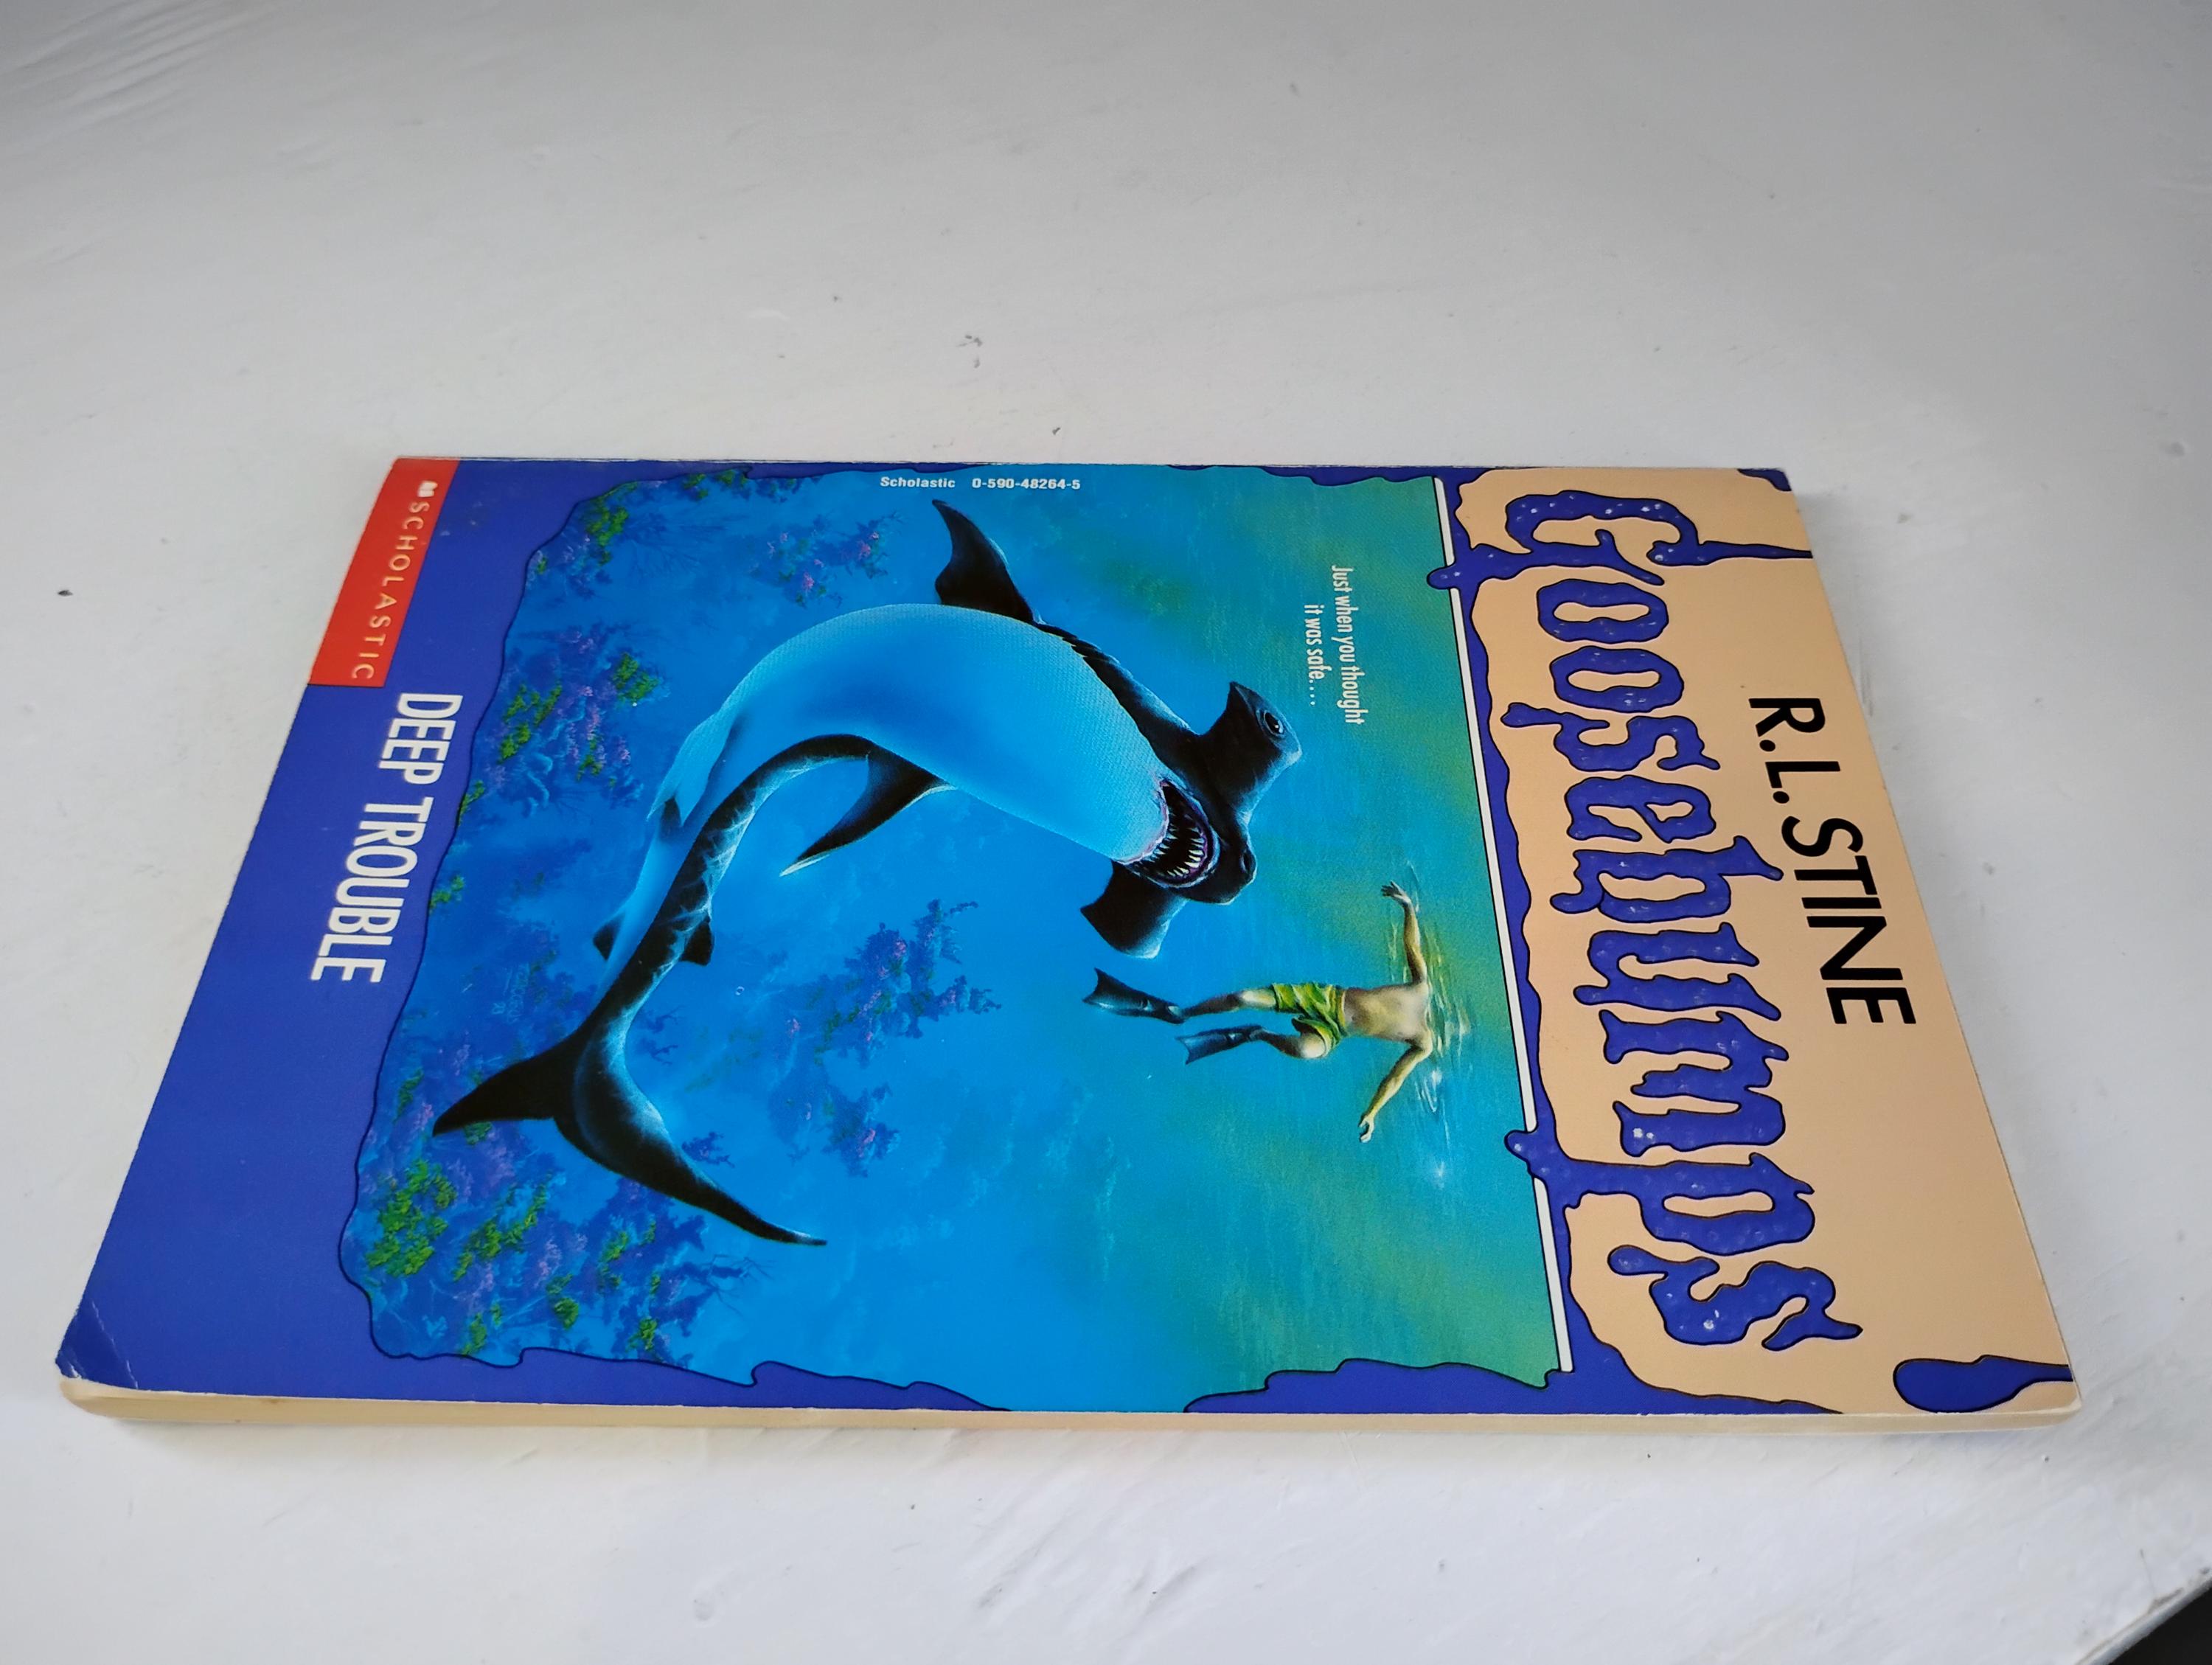 R.L. STINE
Goosebumps
Just when you thought
it was safe....
Scholastic 0-590-48264-5
DEEP TROUBLE
SCHOLASTIC